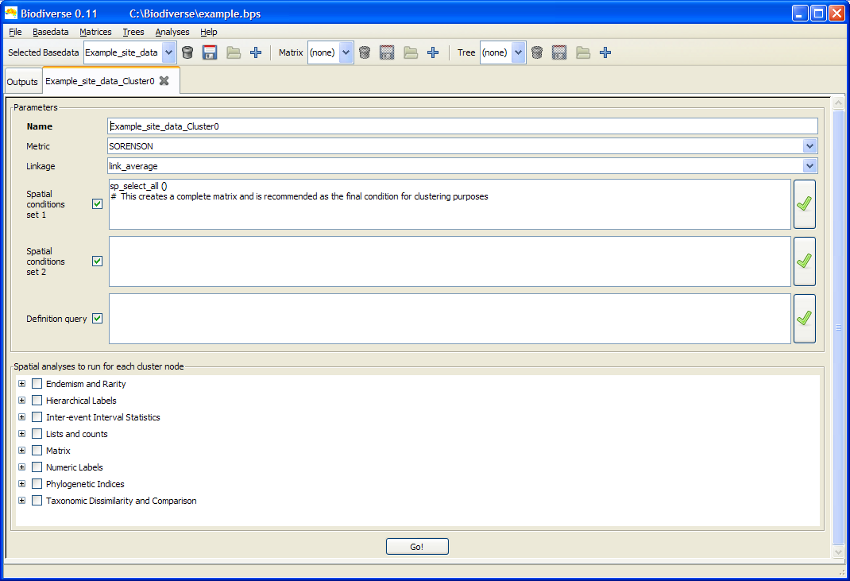 Biodiverse 0.11 C:\Biodiverse\example.bps
File Basedata Matrices Trees Analyses Help
Selected Basedata Example_site_data Matrix (none) Tree (none)
Outputs Example_site_data_Cluster0
Parameters
Name Example_site_data_Cluster0
Metric SORENSON
Linkage link_average
Spatial conditions set 1
sp_select_all ()
# This creates a complete matrix and is recommended as the final condition for clustering purposes
Spatial conditions set 2
Definition query
Spatial analyses to run for each cluster node
Endemism and Rarity
Hierarchical Labels
Inter-event Interval Statistics
Lists and counts
Matrix
Numeric Labels
Phylogenetic Indices
Taxonomic Dissimilarity and Comparison
Go!